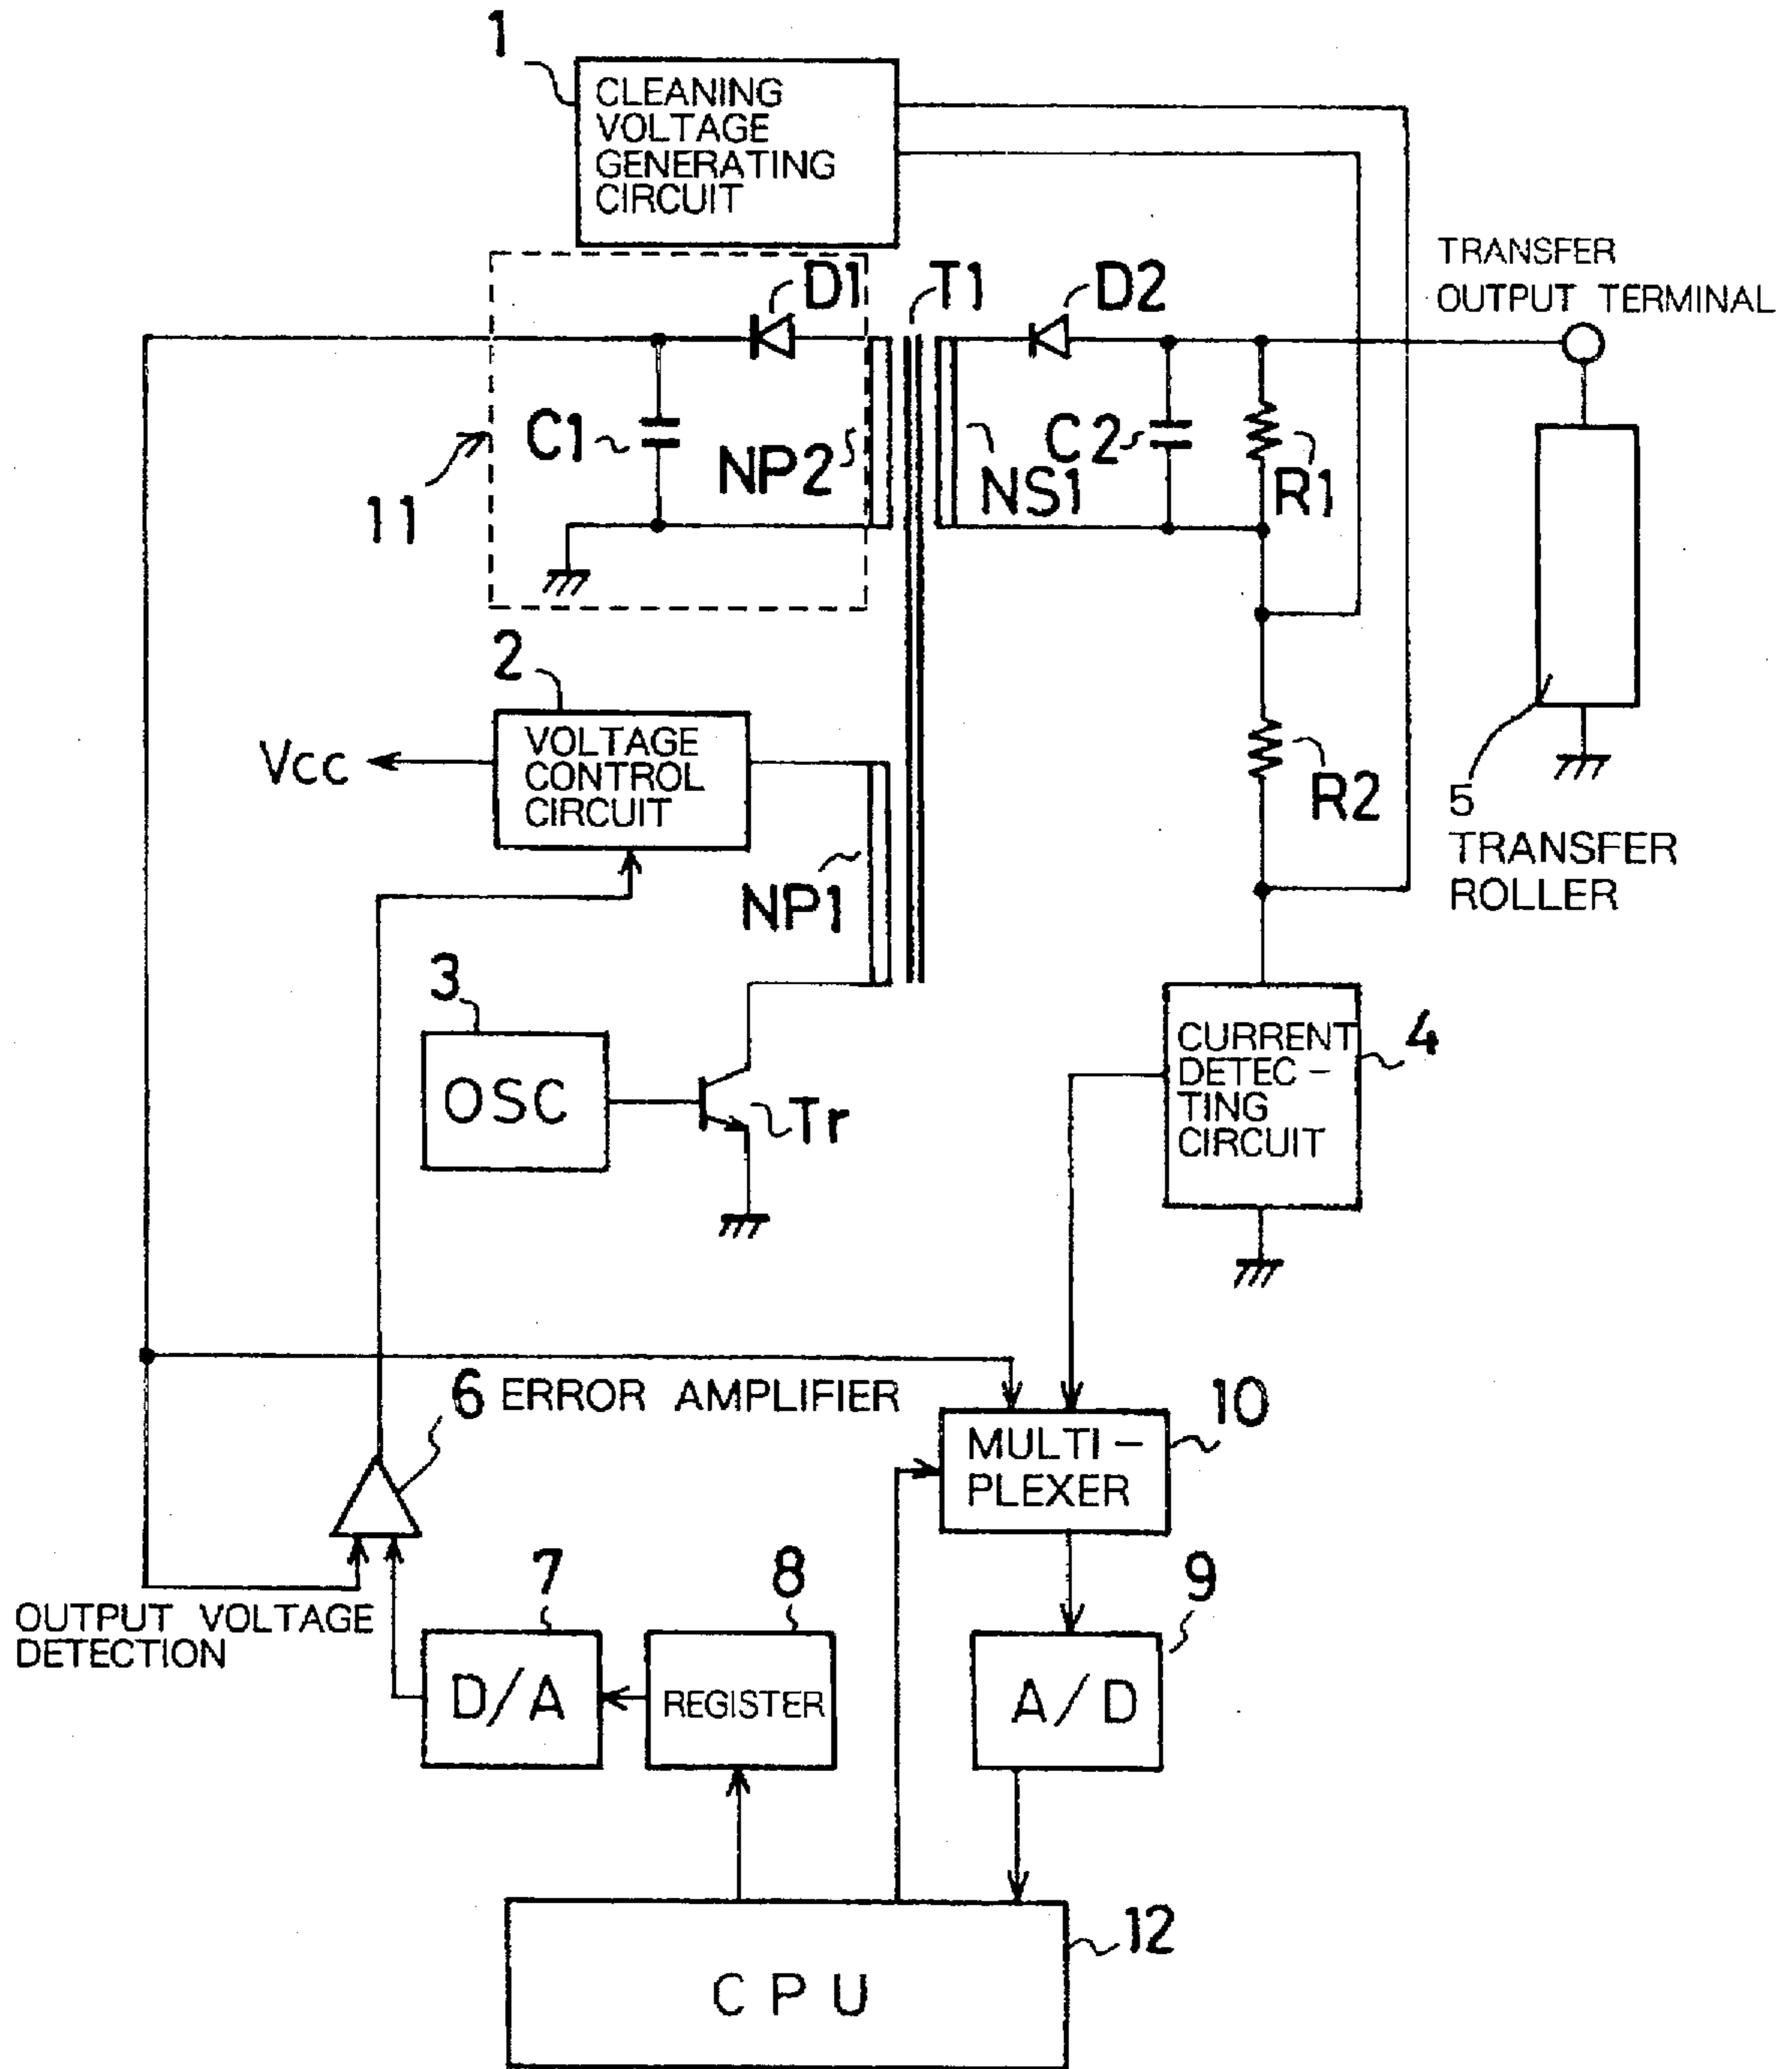 1
CLEANING
VOLTAGE
GENERATING
CIRCUIT
TRANSFER
OUTPUT TERMINAL
D1
T1
D2
C1
NP2
NS1
C2
R1
11
2
Vcc
VOLTAGE
CONTROL
CIRCUIT
NP1
R2
5
TRANSFER
ROLLER
3
OSC
Tr
CURRENT
DETEC-
TING
CIRCUIT
4
6 ERROR AMPLIFIER
10
MULTI-
PLEXER
OUTPUT VOLTAGE
DETECTION
7
D/A
8
REGISTER
9
A/D
12
CPU